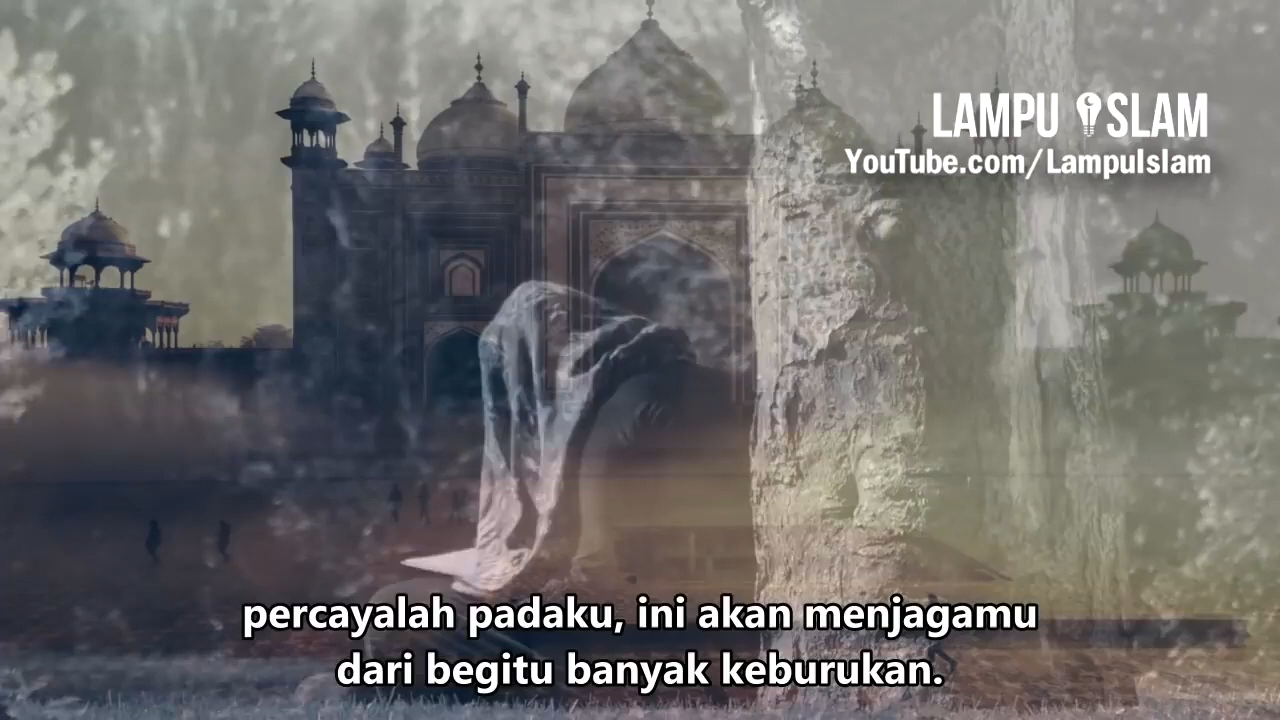 LAMPU ISLAM
YouTube.com/LampuIslam
percayalah padaku, ini akan menjagamu
dari begitu banyak keburukan.